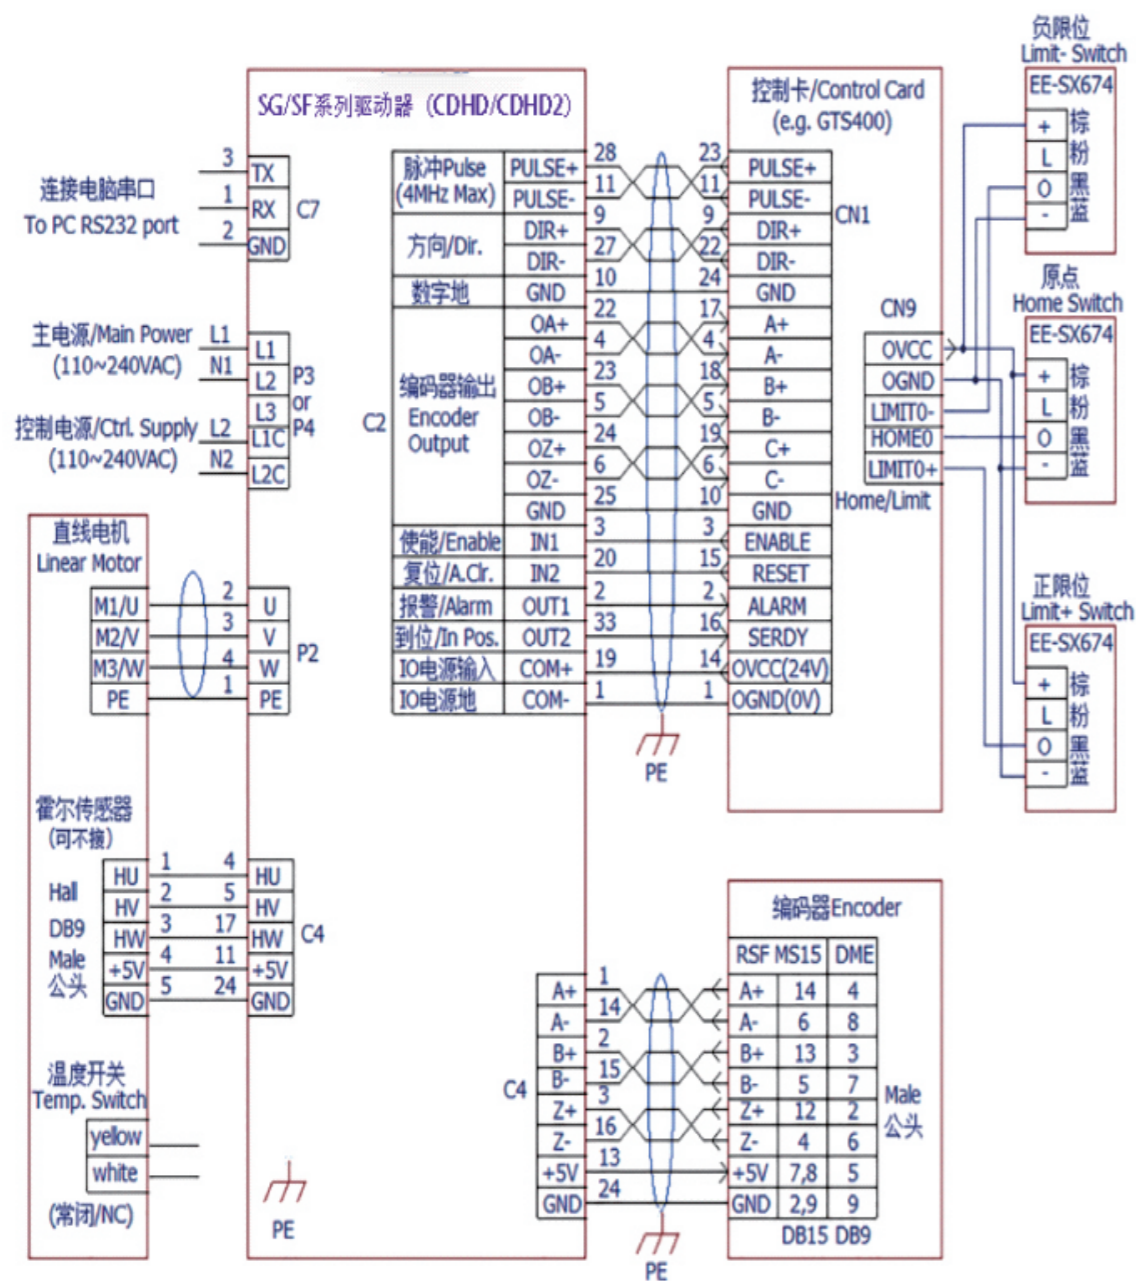 SG/SF系列驱动器 (CDHD/CDHD2)
连接电脑串口
To PC RS232 port
3 TX
1 RX
2 GND
C7
主电源/Main Power
(110~240VAC)
控制电源/Ctrl. Supply
(110~240VAC)
L1 L1
N1 L2
L3
L2 L1C
N2 L2C
P3
or
P4
直线电机
Linear Motor
M1/U 2 U
M2/V 3 V
M3/W 4 W
PE 1 PE
P2
霍尔传感器
(可不接)
Hall
DB9
Male
公头
HU 1 4 HU
HV 2 5 HV
HW 3 17 HW
+5V 4 11 +5V
GND 5 24 GND
C4
温度开关
Temp. Switch
yellow
white
(常闭/NC)
PE
C2
脉冲Pulse
(4MHz Max)
方向/Dir.
数字地
编码器输出
Encoder
Output
使能/Enable
复位/A.Clr.
报警/Alarm
到位/In Pos.
IO电源输入
IO电源地
控制卡/Control Card
(e.g. GTS400)
PULSE+ 28 23 PULSE+
PULSE- 11 11 PULSE-
DIR+ 9 9 DIR+
DIR- 27 22 DIR-
GND 10 24 GND
OA+ 22 17 A+
OA- 4 4 A-
OB+ 23 18 B+
OB- 5 5 B-
OZ+ 24 19 C+
OZ- 6 6 C-
GND 25 10 GND
IN1 3 3 ENABLE
IN2 20 15 RESET
OUT1 2 2 ALARM
OUT2 33 16 SERDY
COM+ 19 14 OVCC(24V)
COM- 1 1 OGND(0V)
CN1
PE
CN9
OVCC
OGND
LIMIT0-
HOME0
LIMIT0+
Home/Limit
负限位
Limit- Switch
EE-SX674
+ 棕
L 粉
O 黑
- 蓝
原点
Home Switch
EE-SX674
+ 棕
L 粉
O 黑
- 蓝
正限位
Limit+ Switch
EE-SX674
+ 棕
L 粉
O 黑
- 蓝
编码器Encoder
RSF MS15 DME
C4
A+ 1 A+ 14 4
A- 14 A- 6 8
B+ 2 B+ 13 3
B- 15 B- 5 7
Z+ 3 Z+ 12 2
Z- 16 Z- 4 6
+5V 13 +5V 7,8 5
GND 24 GND 2,9 9
Male
公头
DB15 DB9
PE